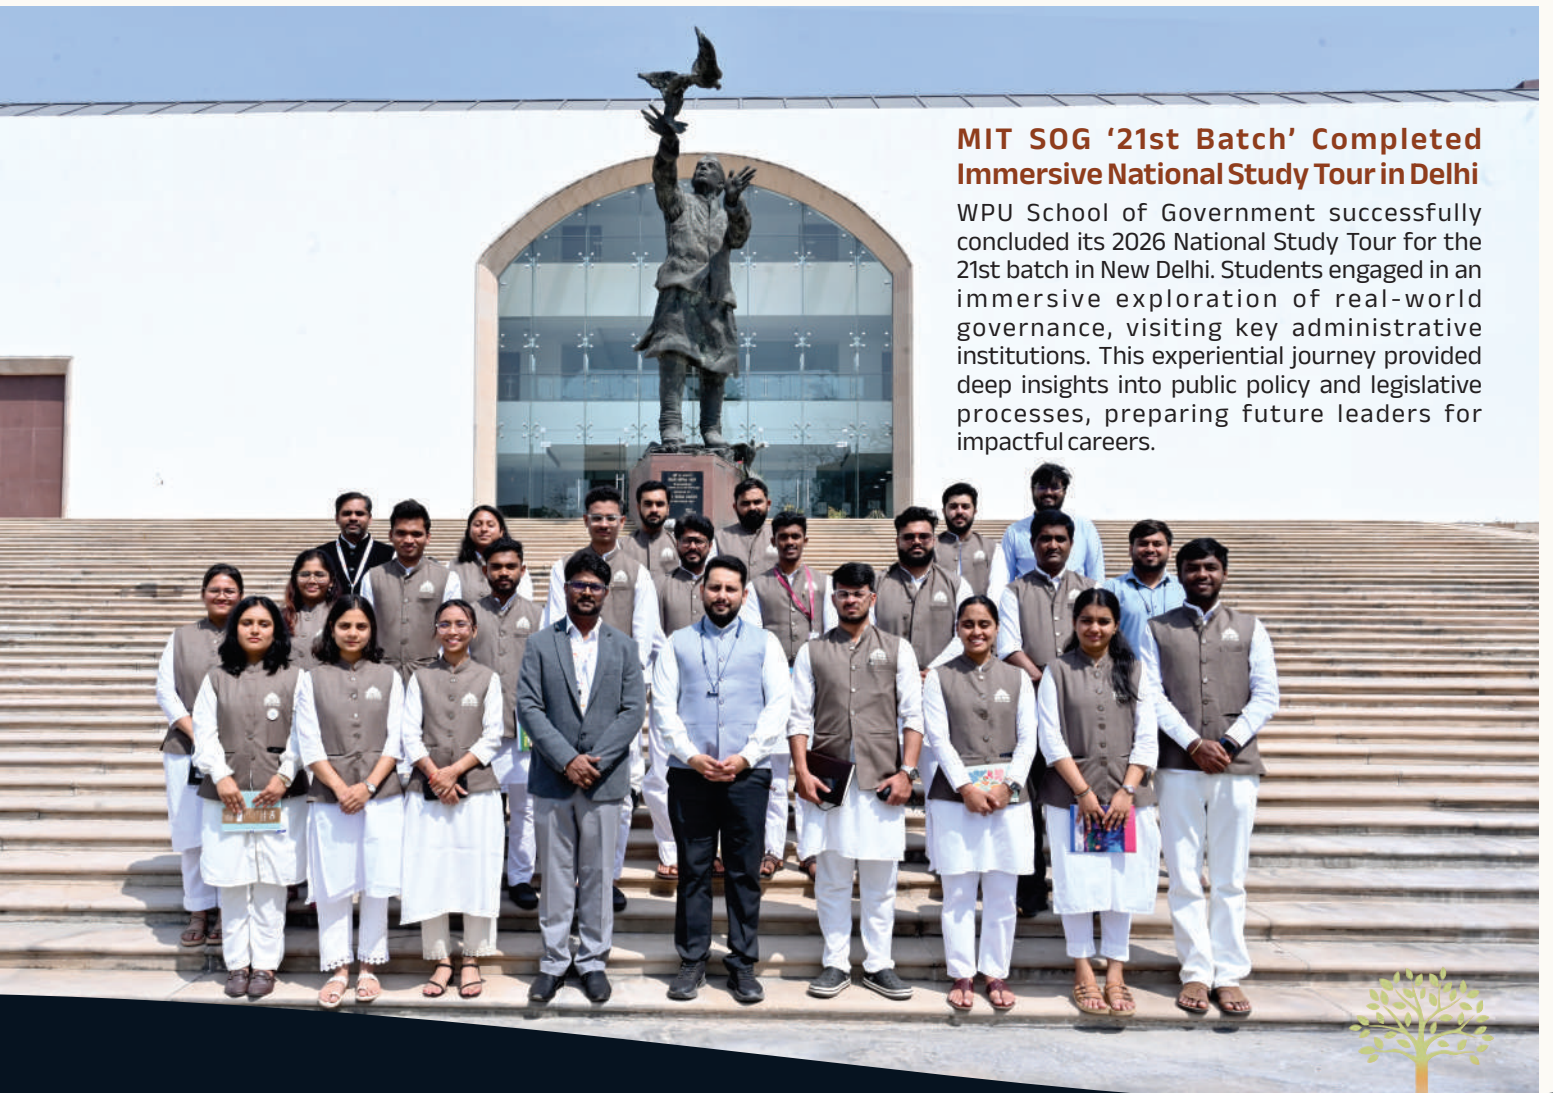 MIT SOG ‘21st Batch’ Completed
Immersive National Study Tour in Delhi
WPU School of Government successfully
concluded its 2026 National Study Tour for the
21st batch in New Delhi. Students engaged in an
immersive exploration of real-world
governance, visiting key administrative
institutions. This experiential journey provided
deep insights into public policy and legislative
processes, preparing future leaders for
impactful careers.